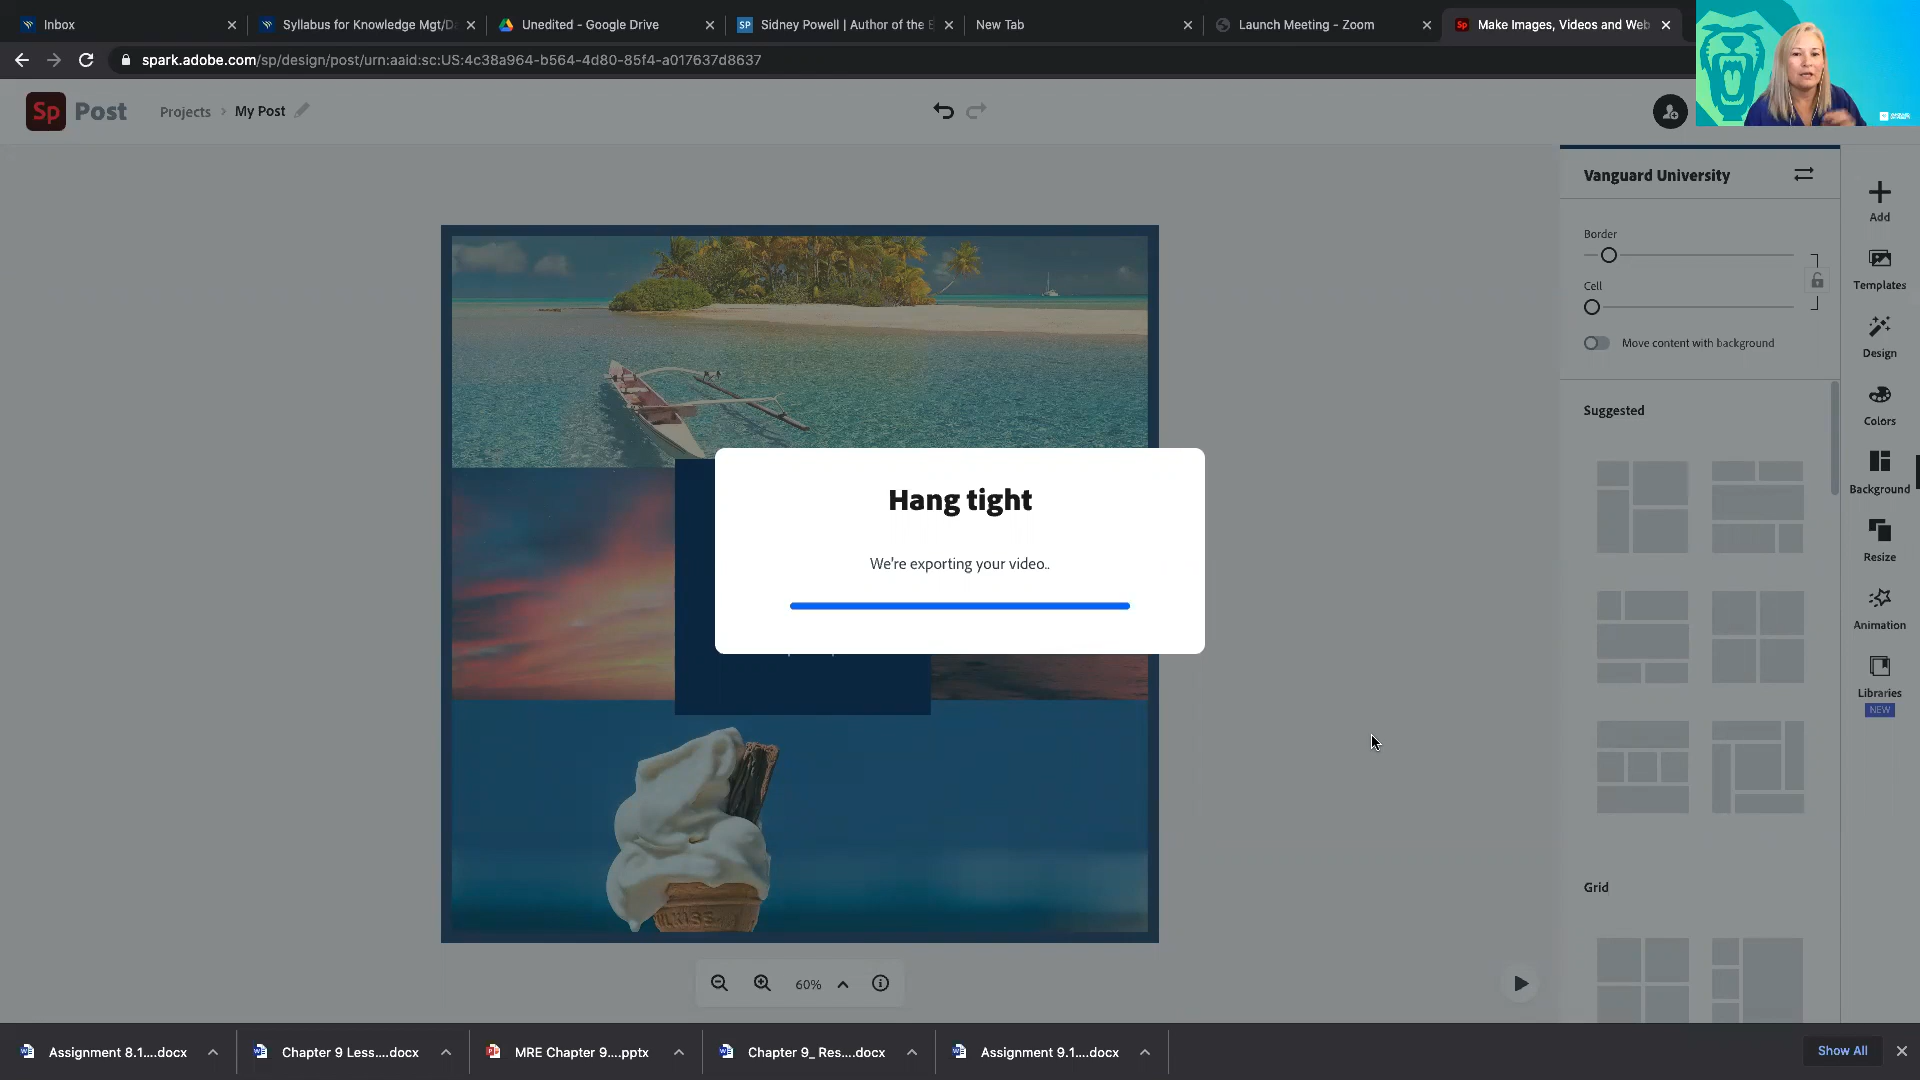 Inbox
Syllabus for Knowledge Mgt/Da
Unedited - Google Drive
Sidney Powell | Author of the B
New Tab
Launch Meeting - Zoom
Sp
Make Images, Videos and Web
spark.adobe.com/sp/design/post/urn:aaid:sc:US:4c38a964-b564-4d80-85f4-a017637d8637
Sp Post
Projects › My Post
Vanguard University
Border
Cell
Move content with background
Suggested
Grid
Add
Templates
Design
Colors
Background
Resize
Animation
Libraries
NEW
Hang tight
We're exporting your video..
60%
Assignment 8.1....docx
Chapter 9 Less....docx
MRE Chapter 9....pptx
Chapter 9_ Res....docx
Assignment 9.1....docx
Show All